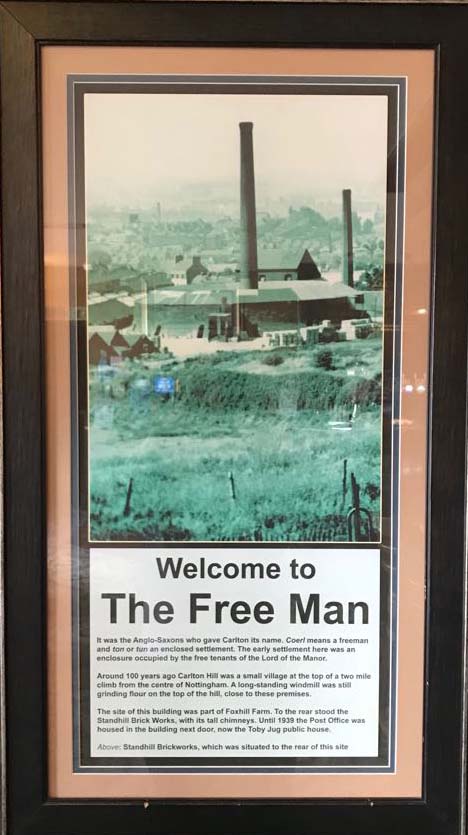 Welcome to
The Free Man
It was the Anglo-Saxons who gave Carlton its name. Coerl means a freeman
and ton or tun an enclosed settlement. The early settlement here was an
enclosure occupied by the free tenants of the Lord of the Manor.
Around 100 years ago Carlton Hill was a small village at the top of a two mile
climb from the centre of Nottingham. A long-standing windmill was still
grinding flour on the top of the hill, close to these premises.
The site of this building was part of Foxhill Farm. To the rear stood the
Standhill Brick Works, with its tall chimneys. Until 1939 the Post Office was
housed in the building next door, now the Toby Jug public house.
Above: Standhill Brickworks, which was situated to the rear of this site